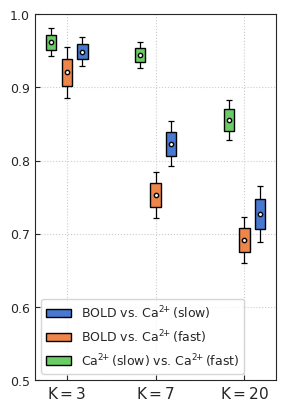 1.0
0.9
0.8
0.7
0.6
0.5
BOLD vs. Ca²⁺ (slow)
BOLD vs. Ca²⁺ (fast)
Ca²⁺ (slow) vs. Ca²⁺ (fast)
K = 3 K = 7 K = 20